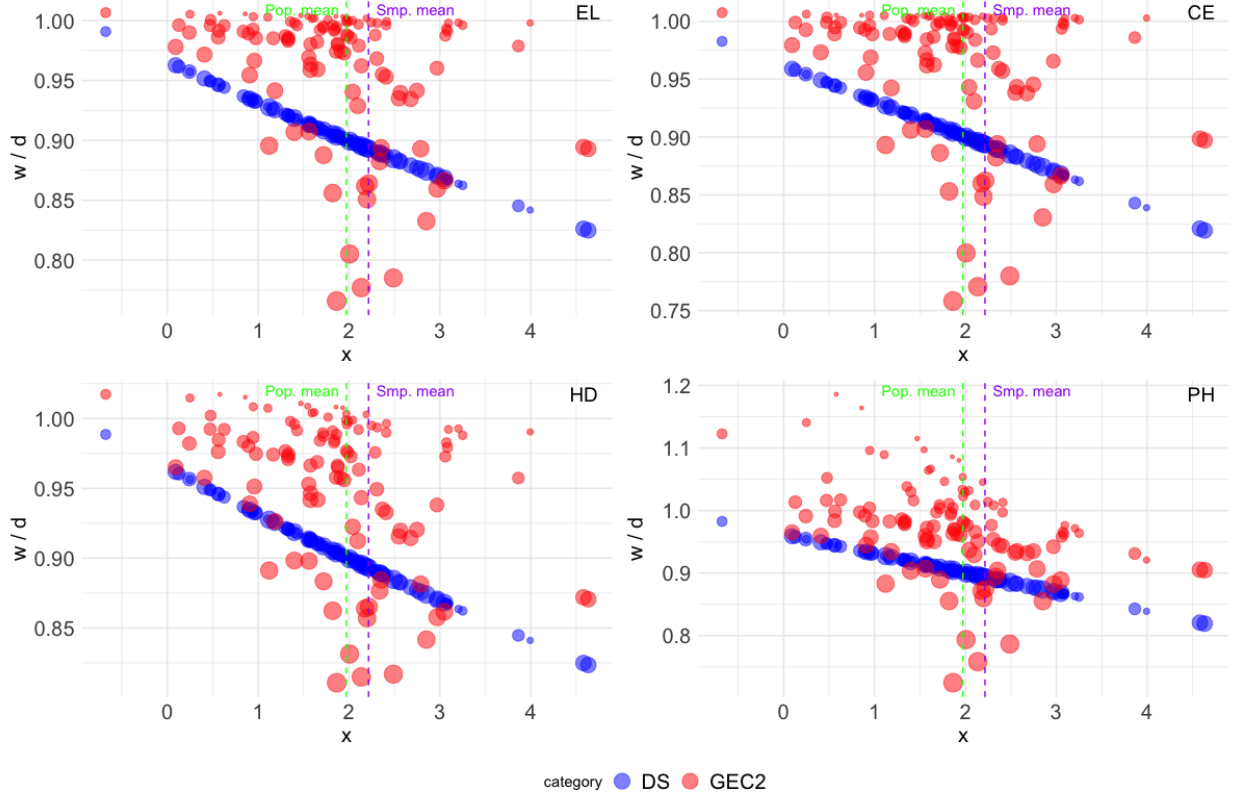 Pop. mean Smp. mean EL
1.00
0.95
0.90
0.85
0.80
w / d
0 1 2 3 4
x
Pop. mean Smp. mean CE
1.00
0.95
0.90
0.85
0.80
0.75
w / d
0 1 2 3 4
x
Pop. mean Smp. mean HD
1.00
0.95
0.90
0.85
w / d
0 1 2 3 4
x
Pop. mean Smp. mean PH
1.2
1.1
1.0
0.9
0.8
w / d
0 1 2 3 4
x
category DS GEC2